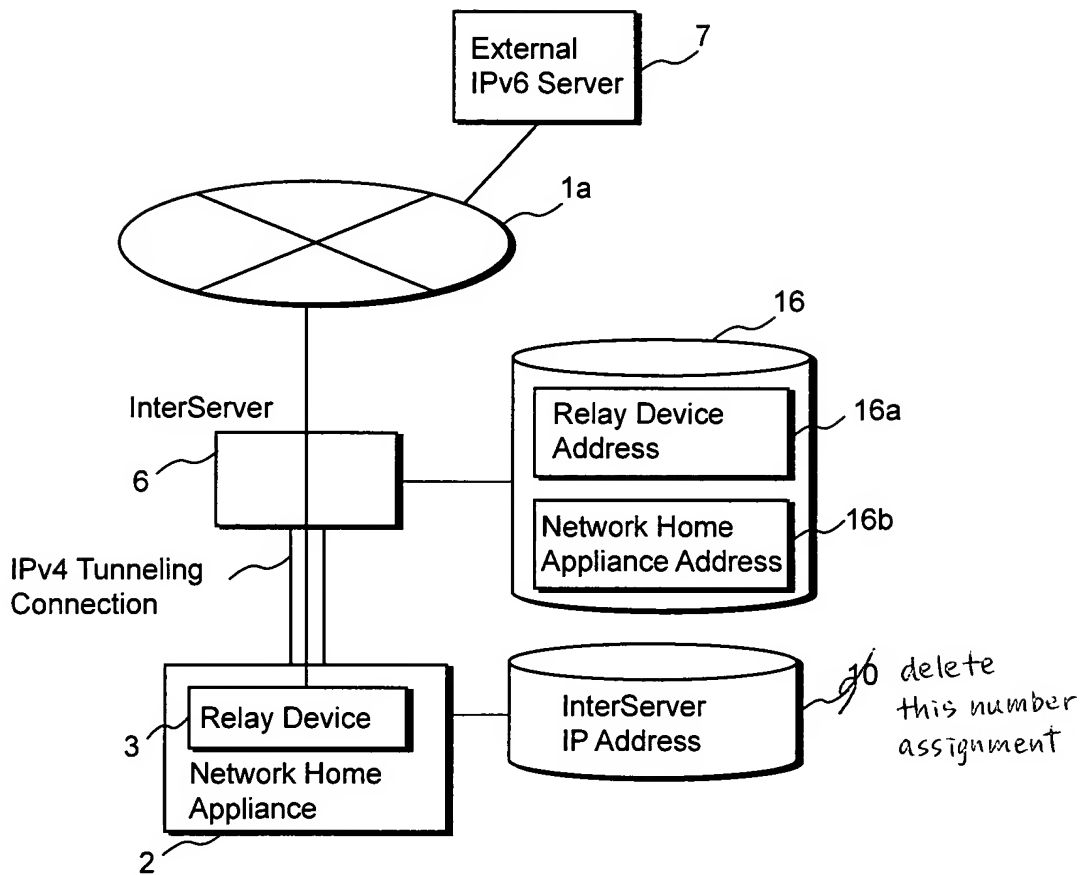 7
External
IPv6 Server
1a
16
InterServer
Relay Device
Address
16a
6
Network Home
Appliance Address
16b
IPv4 Tunneling
Connection
InterServer
IP Address
10 delete
this number
assignment
3
Relay Device
Network Home
Appliance
2